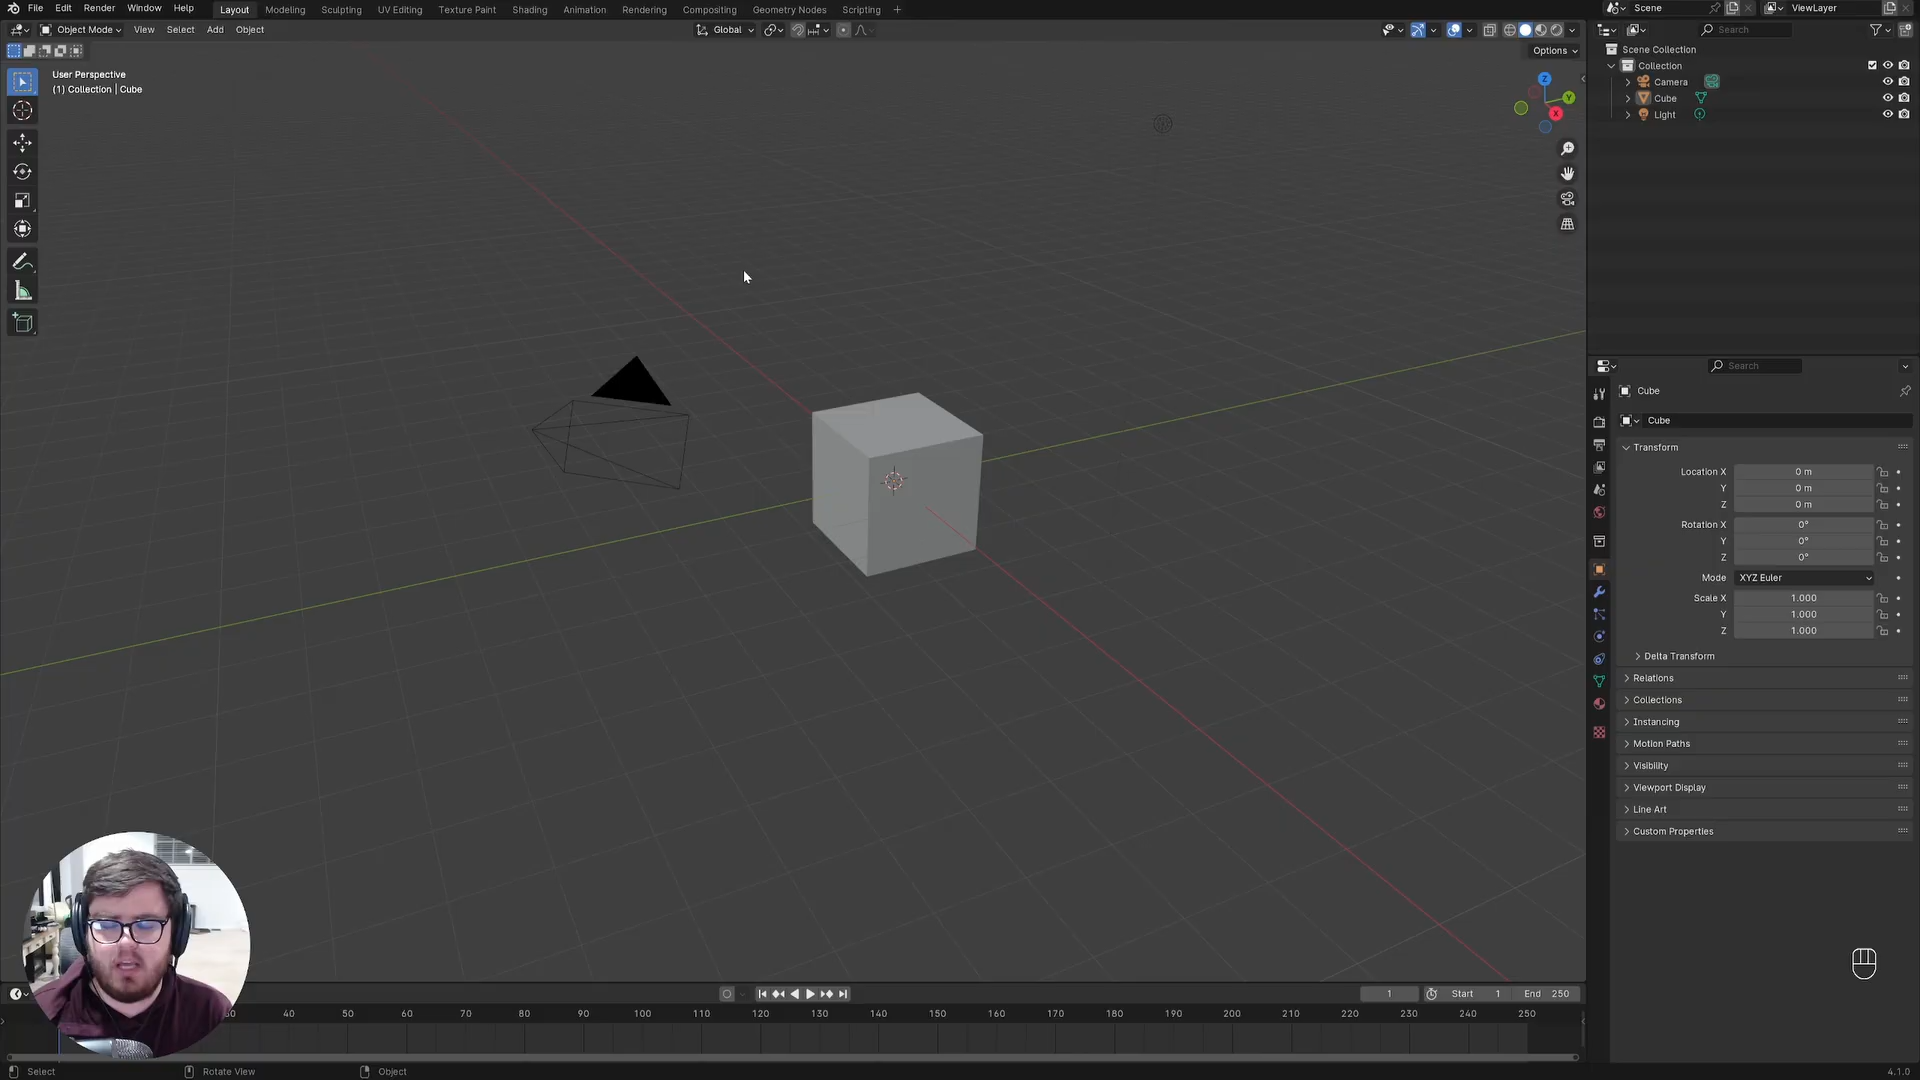 File Edit Render Window Help Layout Modeling Sculpting UV Editing Texture Paint Shading Animation Rendering Compositing Geometry Nodes Scripting + Scene ViewLayer
Object Mode View Select Add Object Global Search
Options
User Perspective
(1) Collection | Cube
Z
Y
X
Scene Collection
Collection
Camera
Cube
Light
Search
Cube
Cube
Transform
Location X 0 m
Y 0 m
Z 0 m
Rotation X 0°
Y 0°
Z 0°
Mode XYZ Euler
Scale X 1.000
Y 1.000
Z 1.000
Delta Transform
Relations
Collections
Instancing
Motion Paths
Visibility
Viewport Display
Line Art
Custom Properties
1 Start 1 End 250
40 50 60 70 80 90 100 110 120 130 140 150 160 170 180 190 200 210 220 230 240 250
Select Rotate View Object 4.1.0